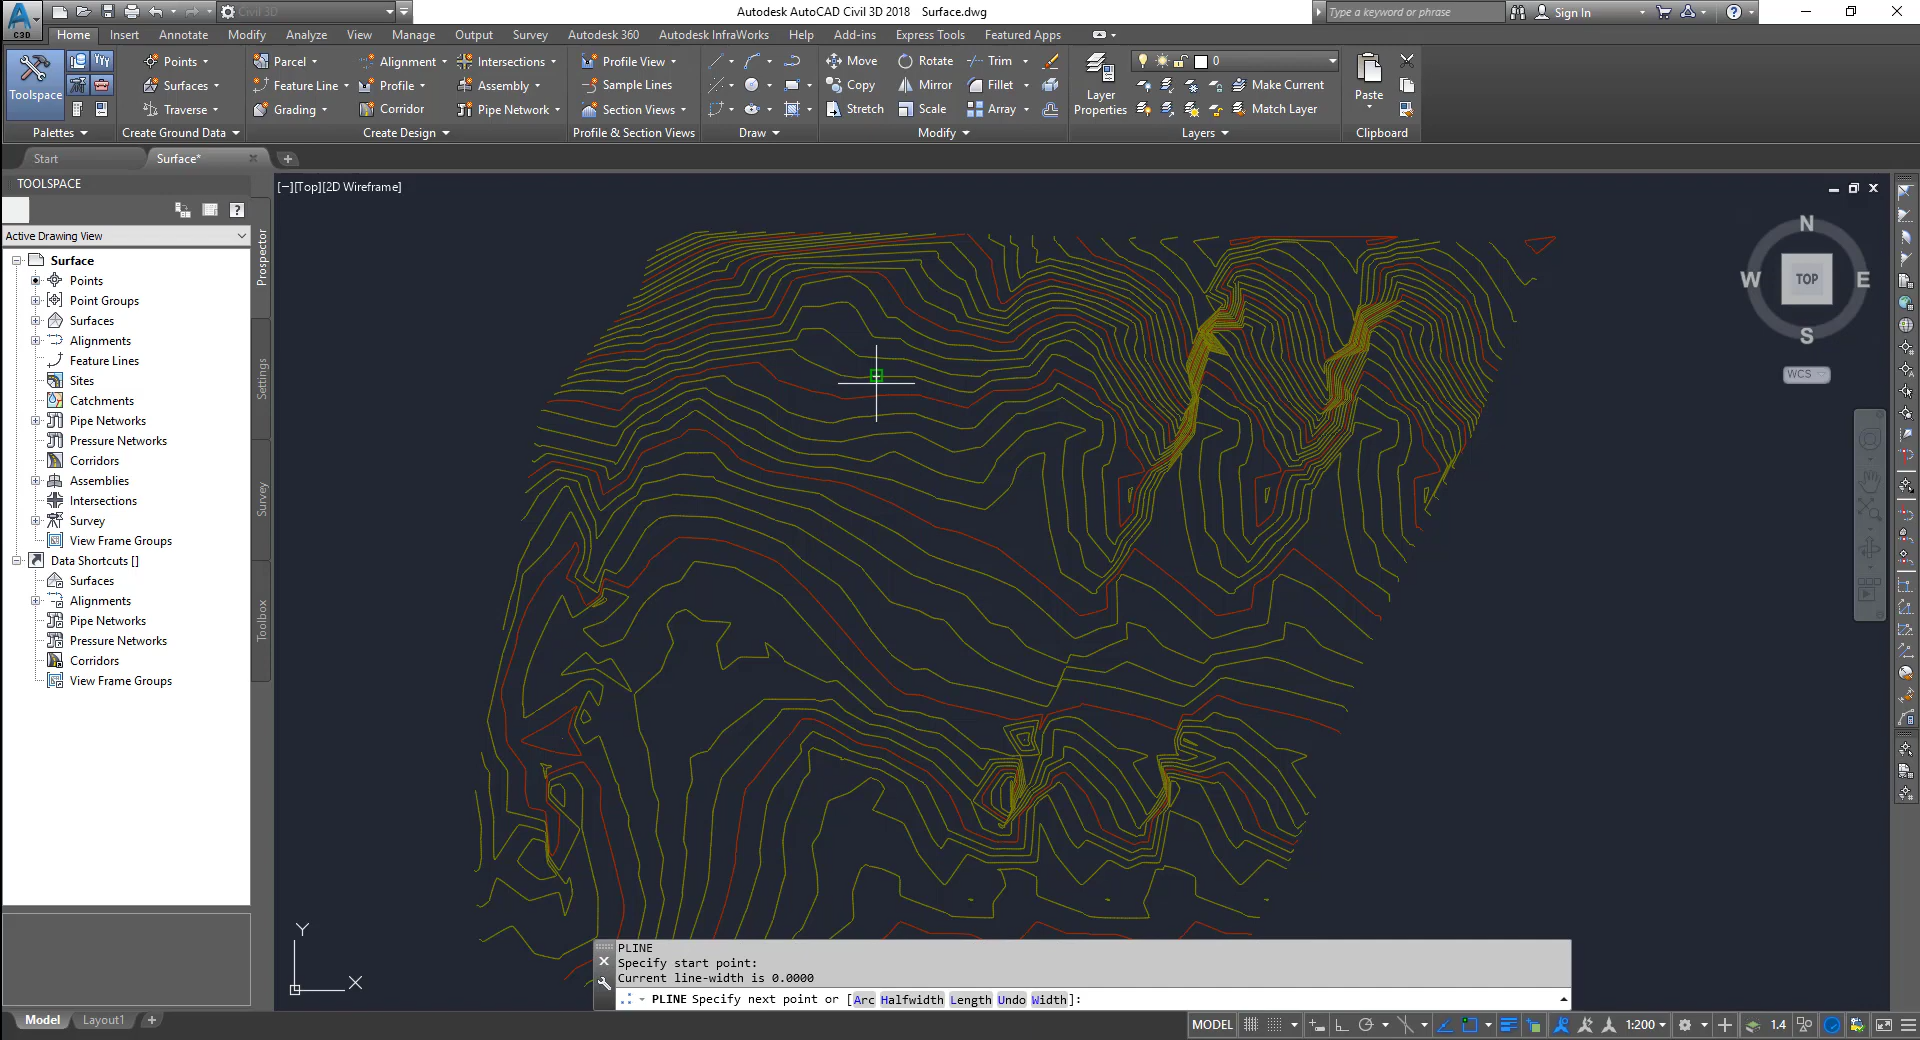 Civil 3D
Autodesk AutoCAD Civil 3D 2018 Surface.dwg
Type a keyword or phrase
Sign In
C3D
Home Insert Annotate Modify Analyze View Manage Output Survey Autodesk 360 Autodesk InfraWorks Help Add-ins Express Tools Featured Apps
Toolspace
Palettes
Points
Surfaces
Traverse
Create Ground Data
Parcel
Feature Line
Grading
Alignment
Profile
Corridor
Intersections
Assembly
Pipe Network
Create Design
Profile View
Sample Lines
Section Views
Profile & Section Views
Draw
Move
Copy
Stretch
Rotate
Mirror
Scale
Trim
Fillet
Array
Modify
Layer
Properties
0
Make Current
Match Layer
Layers
Paste
Clipboard
Start
Surface*
TOOLSPACE
Active Drawing View
Surface
Points
Point Groups
Surfaces
Alignments
Feature Lines
Sites
Catchments
Pipe Networks
Pressure Networks
Corridors
Assemblies
Intersections
Survey
View Frame Groups
Data Shortcuts []
Surfaces
Alignments
Pipe Networks
Pressure Networks
Corridors
View Frame Groups
Prospector
Settings
Survey
Toolbox
[−][Top][2D Wireframe]
N
W
TOP
E
S
WCS
Y
X
PLINE
Specify start point:
Current line-width is 0.0000
PLINE Specify next point or [Arc Halfwidth Length Undo Width]:
Model Layout1
MODEL
1:200
1.4